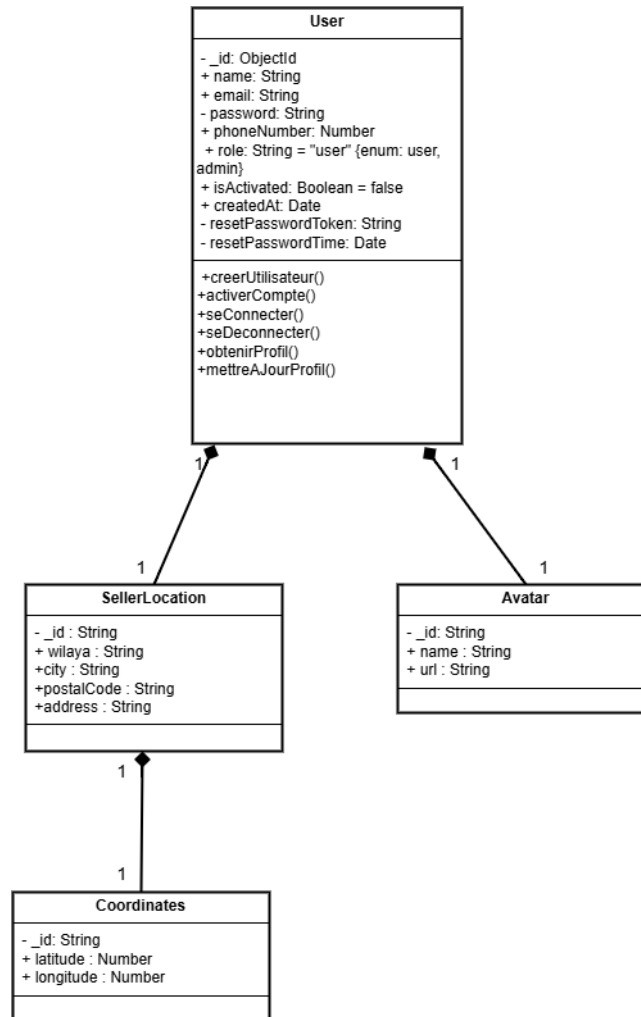 User
- _id: ObjectId
+ name: String
+ email: String
- password: String
+ phoneNumber: Number
+ role: String = "user" {enum: user,
admin}
+ isActivated: Boolean = false
+ createdAt: Date
- resetPasswordToken: String
- resetPasswordTime: Date
+creerUtilisateur()
+activerCompte()
+seConnecter()
+seDeconnecter()
+obtenirProfil()
+mettreAJourProfil()
1
1
1
1
SellerLocation
- _id : String
+ wilaya : String
+city : String
+postalCode : String
+address : String
Avatar
- _id: String
+ name : String
+ url : String
1
1
Coordinates
- _id: String
+ latitude : Number
+ longitude : Number